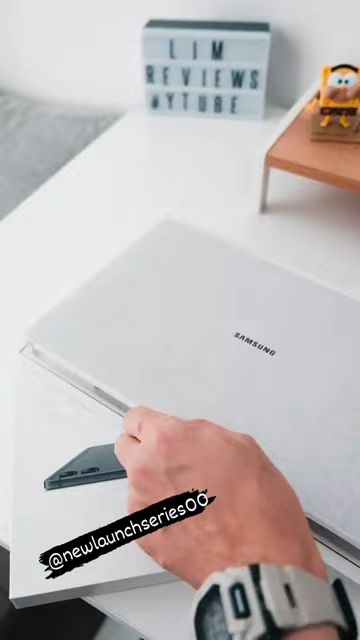 LIM
REVIEWS
#YTUBE
SAMSUNG
@newlaunchseries00